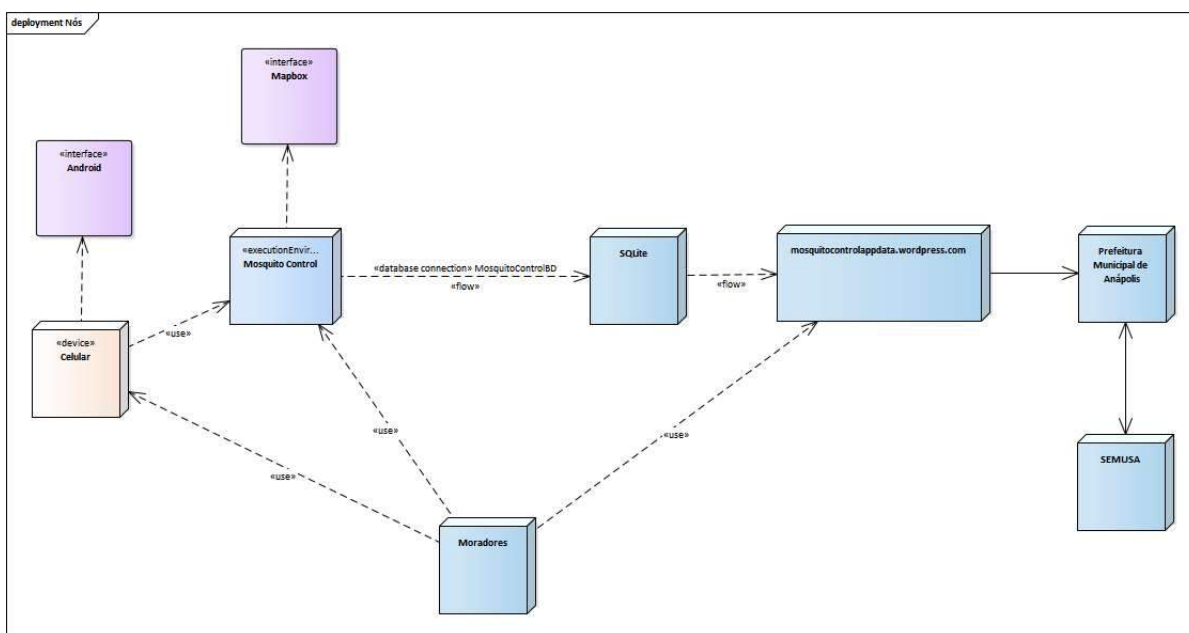 deployment Nós
«interface»
Mapbox
«interface»
Android
«executionEnvir...
Mosquito Control
«database connection» MosquitoControlBD
«flow»
SQLite
«flow»
mosquitocontrolappdata.wordpress.com
Prefeitura
Municipal de
Anápolis
«device»
Celular
«use»
«use»
«use»
«use»
SEMUSA
Moradores